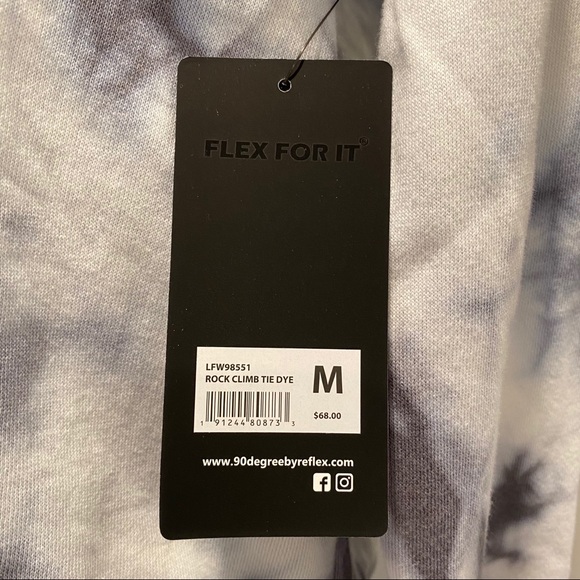 FLEX FOR IT®
LFW98551
ROCK CLIMB TIE DYE
M
1 91244 80873 3
$68.00
www.90degreebyreflex.com